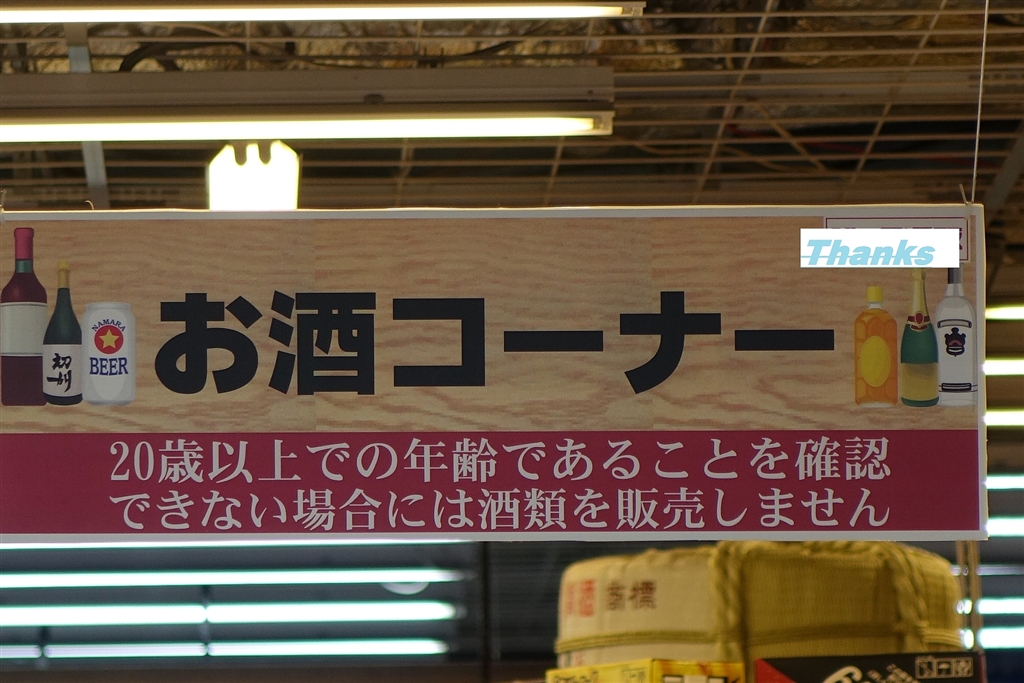 Thanks
お酒コーナー
NAMARA
BEER
初州
20歳以上での年齢であることを確認
できない場合には酒類を販売しません